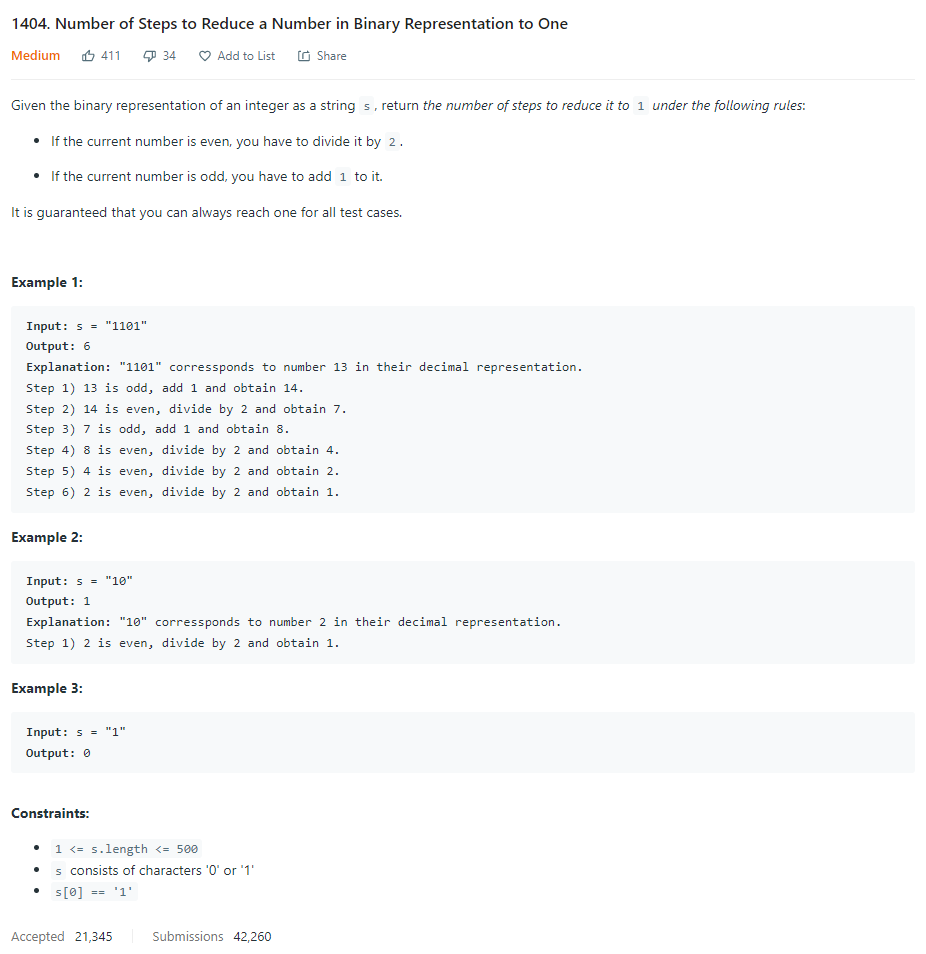 1404. Number of Steps to Reduce a Number in Binary Representation to One
Medium 411 34 Add to List Share
Given the binary representation of an integer as a string s, return the number of steps to reduce it to 1 under the following rules:
If the current number is even, you have to divide it by 2.
If the current number is odd, you have to add 1 to it.
It is guaranteed that you can always reach one for all test cases.
Example 1:
Input: s = "1101"
Output: 6
Explanation: "1101" corressponds to number 13 in their decimal representation.
Step 1) 13 is odd, add 1 and obtain 14.
Step 2) 14 is even, divide by 2 and obtain 7.
Step 3) 7 is odd, add 1 and obtain 8.
Step 4) 8 is even, divide by 2 and obtain 4.
Step 5) 4 is even, divide by 2 and obtain 2.
Step 6) 2 is even, divide by 2 and obtain 1.
Example 2:
Input: s = "10"
Output: 1
Explanation: "10" corressponds to number 2 in their decimal representation.
Step 1) 2 is even, divide by 2 and obtain 1.
Example 3:
Input: s = "1"
Output: 0
Constraints:
1 <= s.length <= 500
s consists of characters '0' or '1'
s[0] == '1'
Accepted 21,345 Submissions 42,260